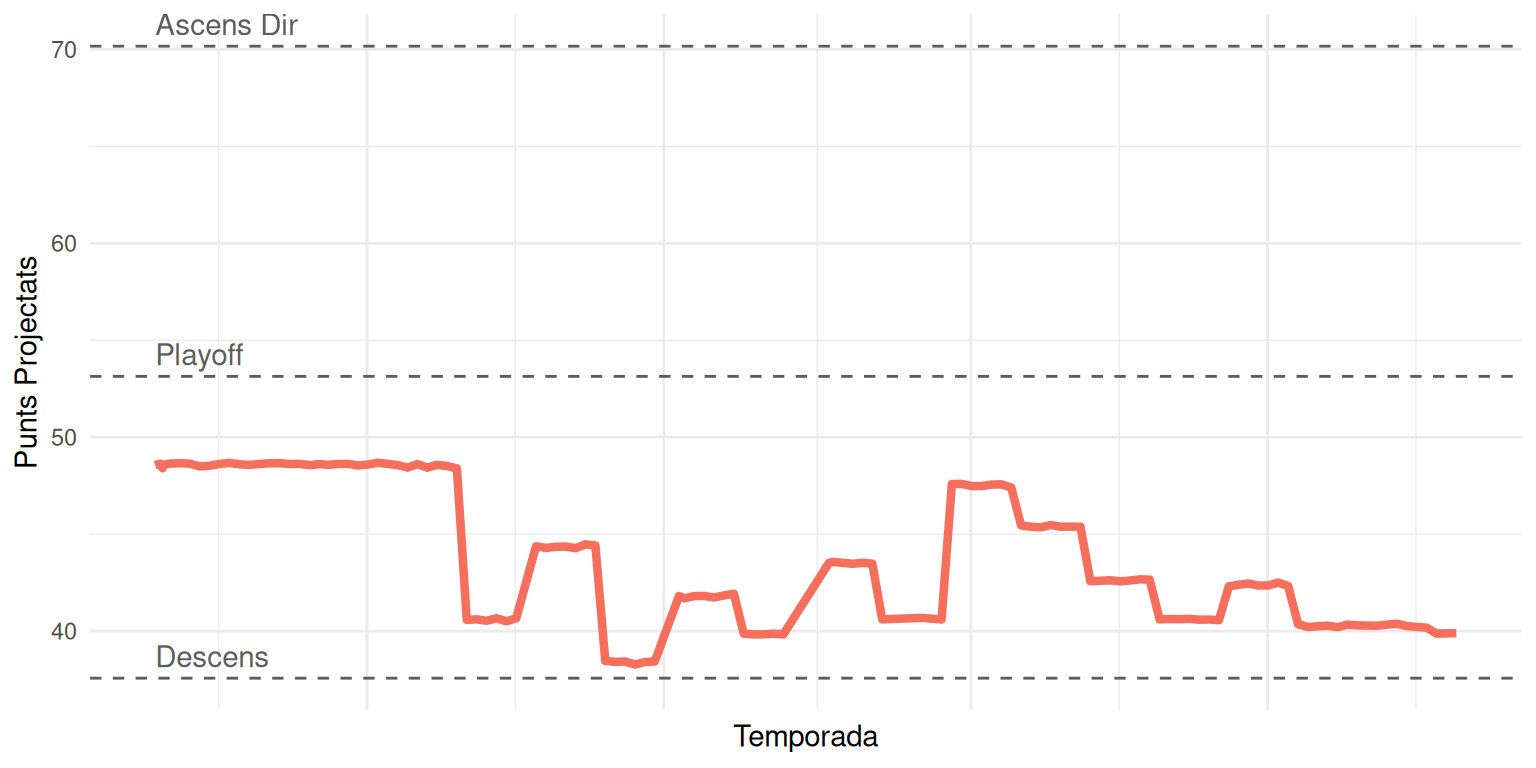 Ascens Dir
70
60
Playoff
50
40
Descens
Punts Projectats
Temporada